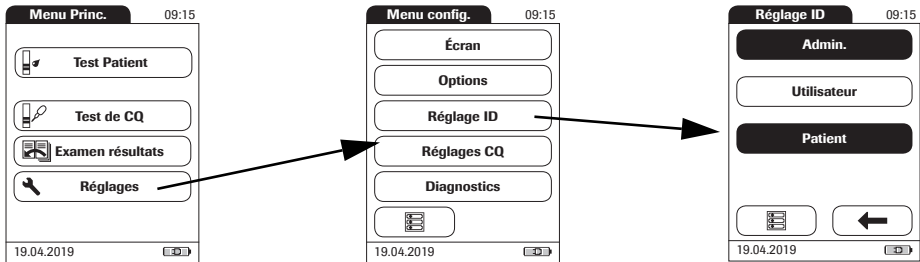 Menu Princ. 09:15
Test Patient
Test de CQ
Examen résultats
Réglages
19.04.2019
Menu config. 09:15
Écran
Options
Réglage ID
Réglages CQ
Diagnostics
19.04.2019
Réglage ID 09:15
Admin.
Utilisateur
Patient
19.04.2019